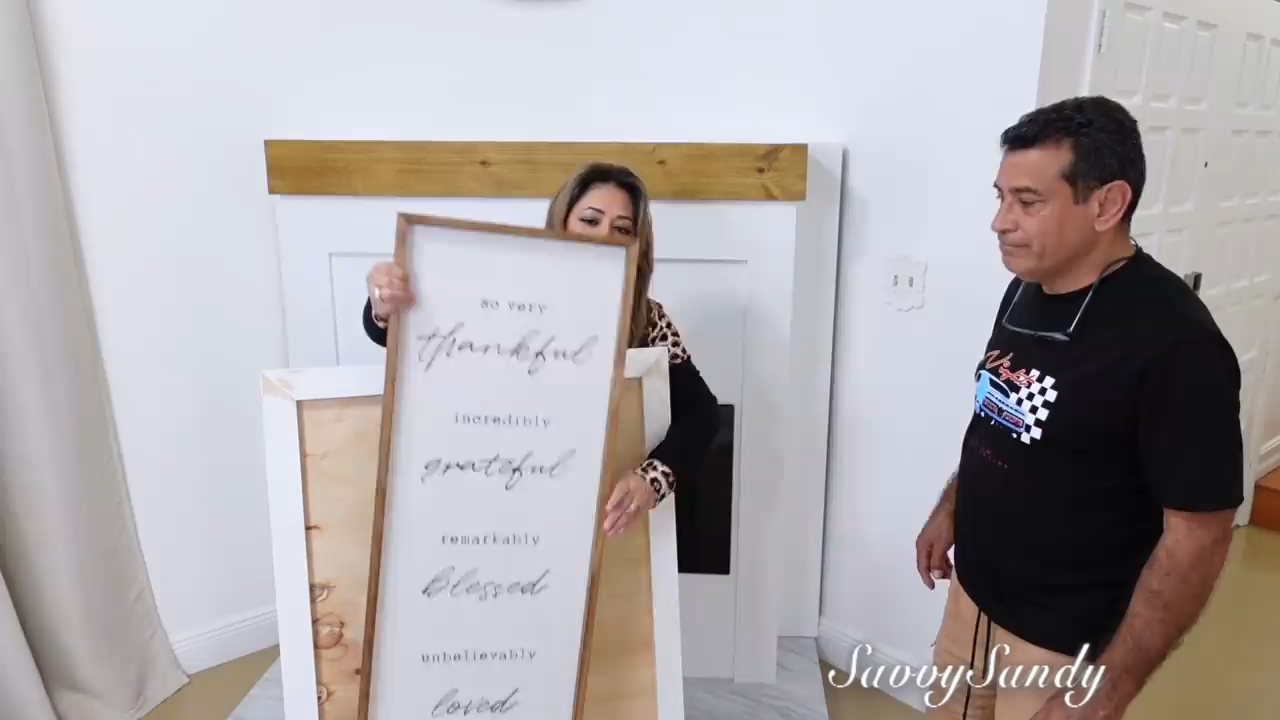 so very
thankful
incredibly
grateful
remarkably
blessed
unbelievably
loved
SavvySandy